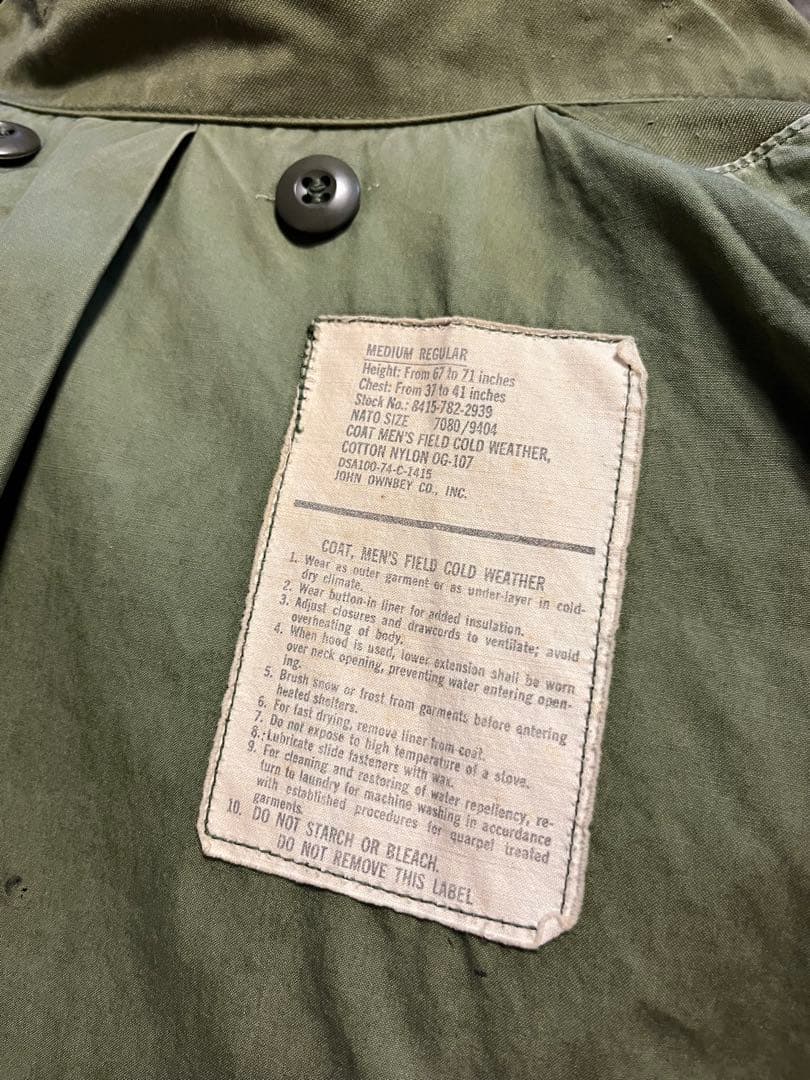 MEDIUM REGULAR
Height: From 67 to 71 inches
Chest: From 37 to 41 inches
Stock No.: 8415-782-2939
NATO SIZE 7080/9404
COAT MEN'S FIELD COLD WEATHER,
COTTON NYLON OG-107
DSA100-74-C-1415
JOHN OWNBEY CO., INC.
COAT, MEN'S FIELD COLD WEATHER
1. Wear as outer garment or as under-layer in cold-
dry climate.
2. Wear button-in liner for added insulation.
3. Adjust closures and drawcords to ventilate; avoid
overheating of body.
4. When hood is used, lower extension shall be worn
over neck opening, preventing water entering open-
ing.
5. Brush snow or frost from garments before entering
heated shelters.
6. For fast drying, remove liner from coat.
7. Do not expose to high temperature of a stove.
8. Lubricate slide fasteners with wax.
9. For cleaning and restoring of water repellency, re-
turn to laundry for machine washing in accordance
with established procedures for quarpel treated
garments.
10. DO NOT STARCH OR BLEACH.
DO NOT REMOVE THIS LABEL